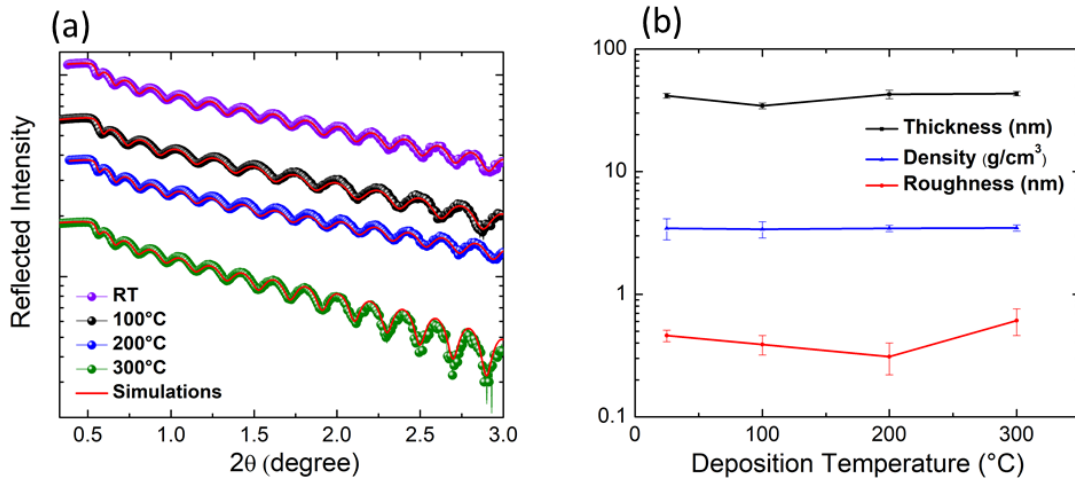 (a)
Reflected Intensity
RT
100°C
200°C
300°C
Simulations
0.5 1.0 1.5 2.0 2.5 3.0
2θ (degree)
(b)
100
10
1
0.1
Thickness (nm)
Density (g/cm³)
Roughness (nm)
0 100 200 300
Deposition Temperature (°C)